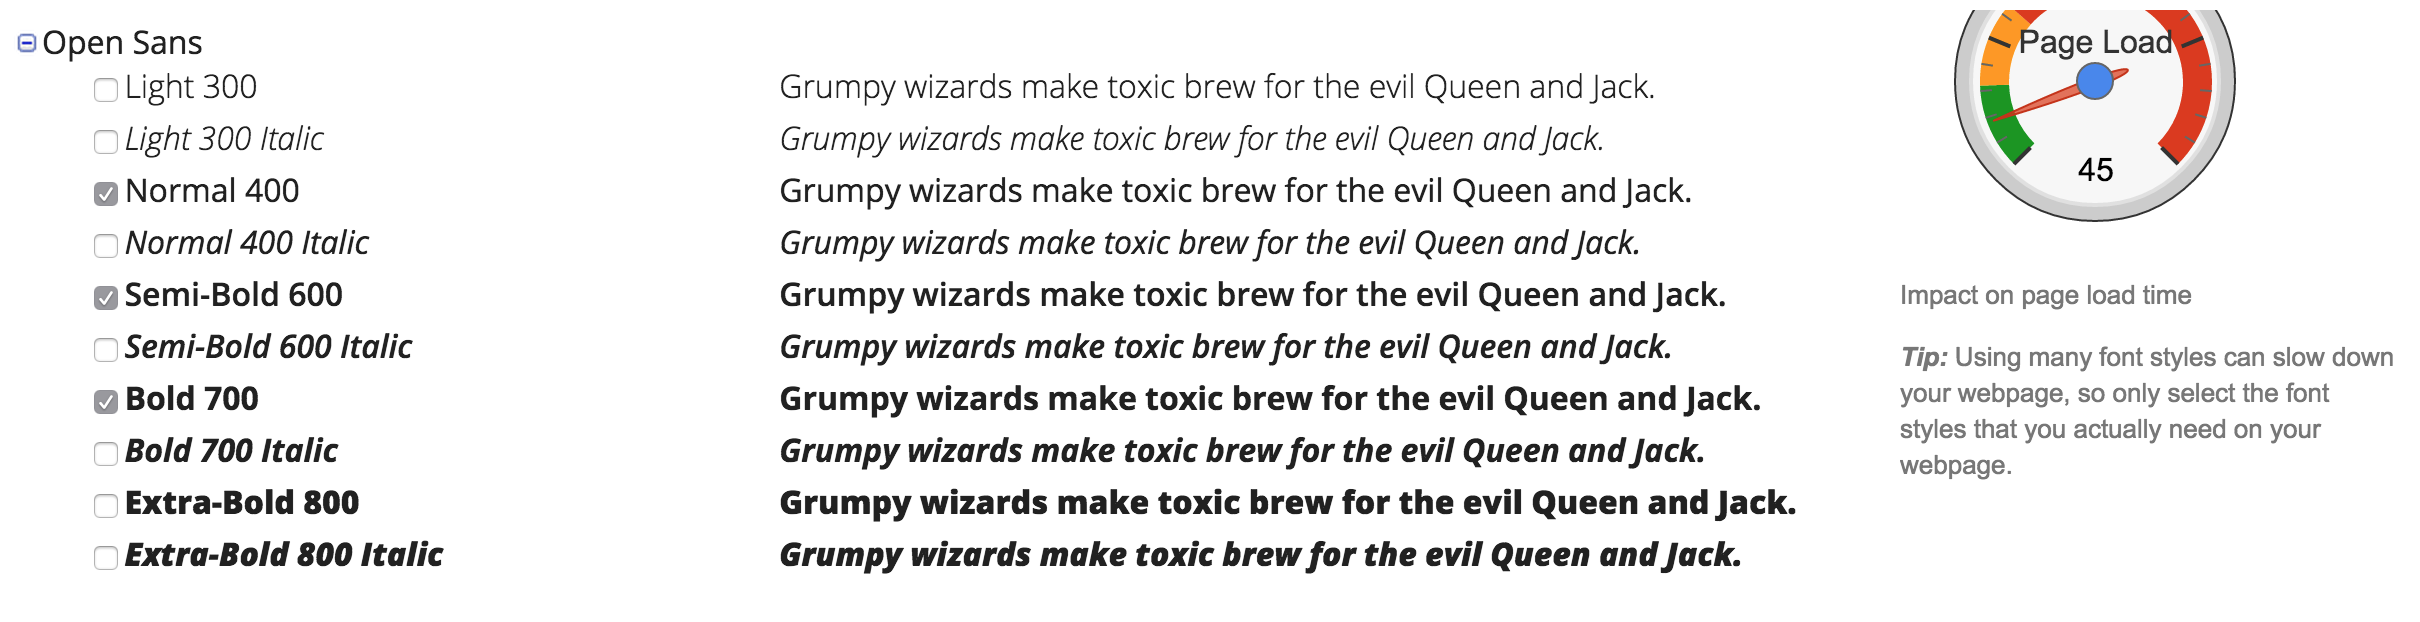 Open Sans
Light 300 Grumpy wizards make toxic brew for the evil Queen and Jack.
Light 300 Italic Grumpy wizards make toxic brew for the evil Queen and Jack.
Normal 400 Grumpy wizards make toxic brew for the evil Queen and Jack.
Normal 400 Italic Grumpy wizards make toxic brew for the evil Queen and Jack.
Semi-Bold 600 Grumpy wizards make toxic brew for the evil Queen and Jack.
Semi-Bold 600 Italic Grumpy wizards make toxic brew for the evil Queen and Jack.
Bold 700 Grumpy wizards make toxic brew for the evil Queen and Jack.
Bold 700 Italic Grumpy wizards make toxic brew for the evil Queen and Jack.
Extra-Bold 800 Grumpy wizards make toxic brew for the evil Queen and Jack.
Extra-Bold 800 Italic Grumpy wizards make toxic brew for the evil Queen and Jack.
Page Load
45
Impact on page load time
Tip: Using many font styles can slow down
your webpage, so only select the font
styles that you actually need on your
webpage.